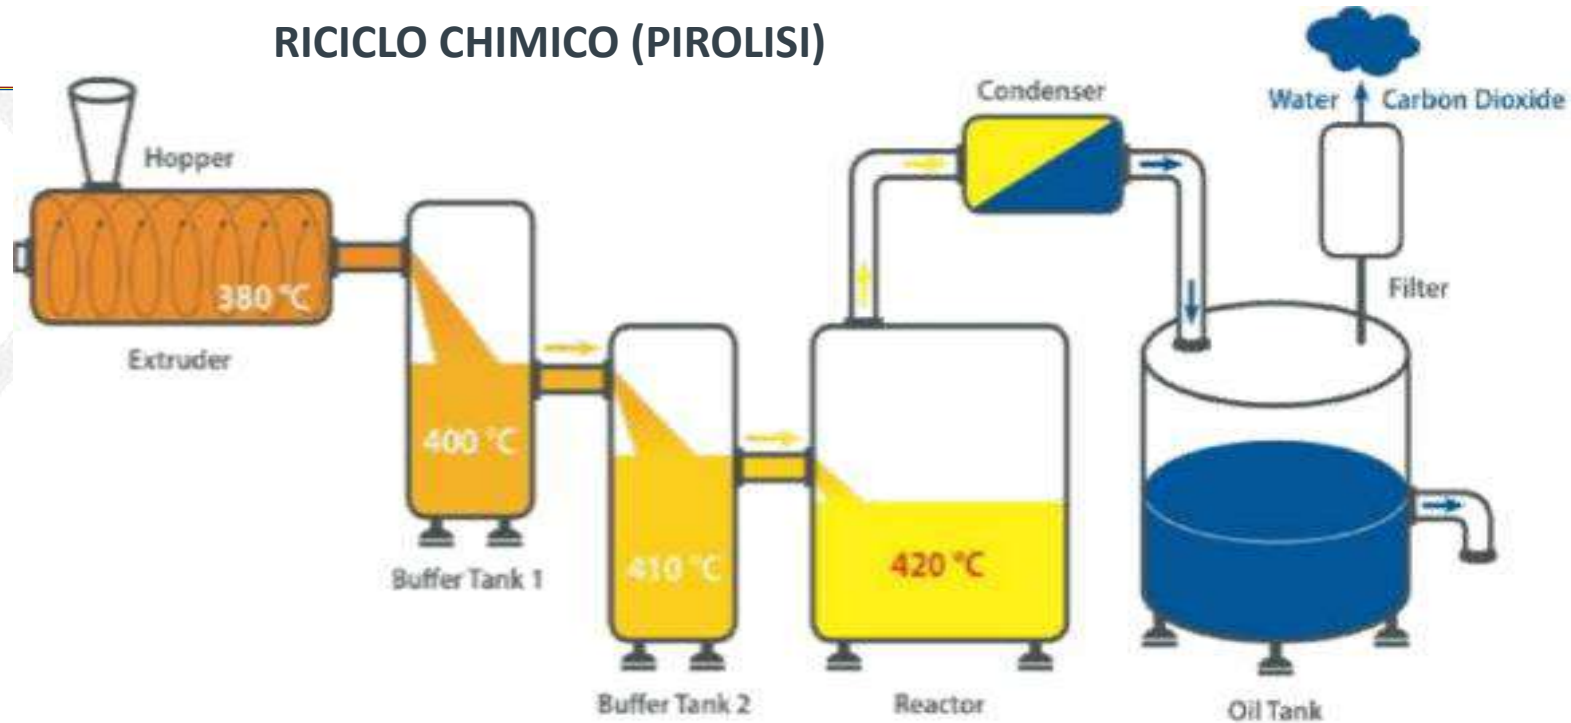 RICICLO CHIMICO (PIROLISI)
Condenser
Water Carbon Dioxide
Hopper
380 °C
Filter
Extruder
400 °C
Buffer Tank 1
410 °C
420 °C
Buffer Tank 2
Reactor
Oil Tank